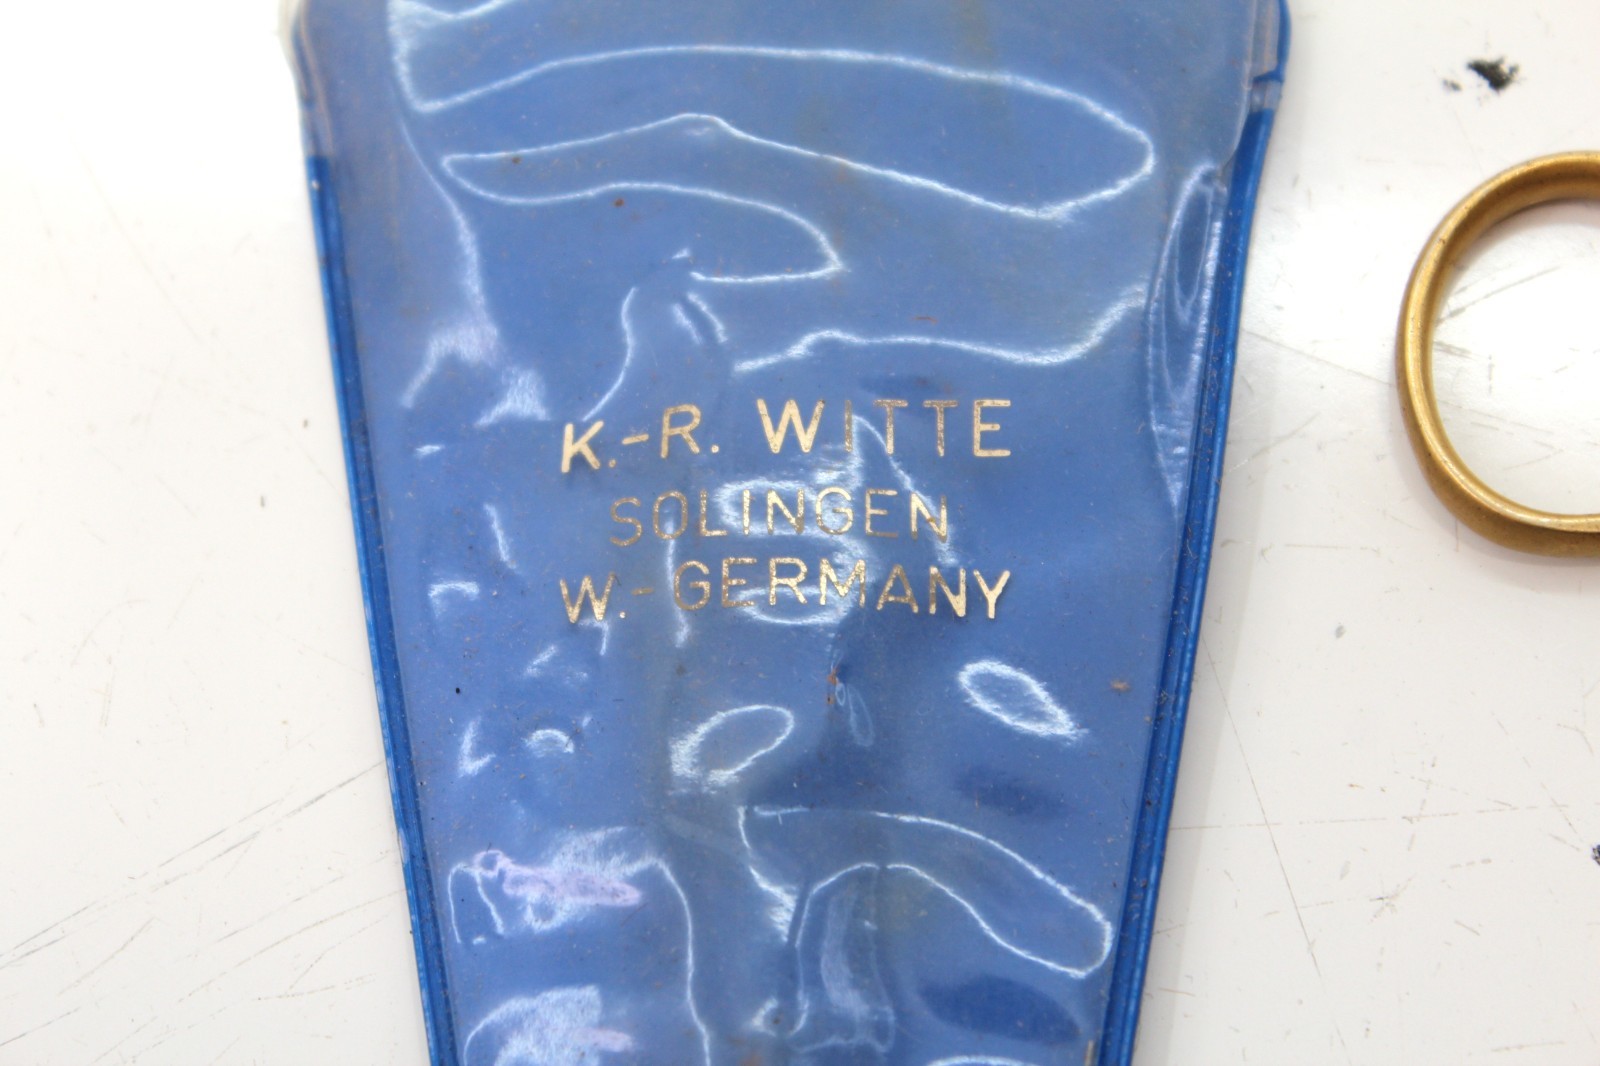 K.-R. WITTE
SOLINGEN
W.-GERMANY